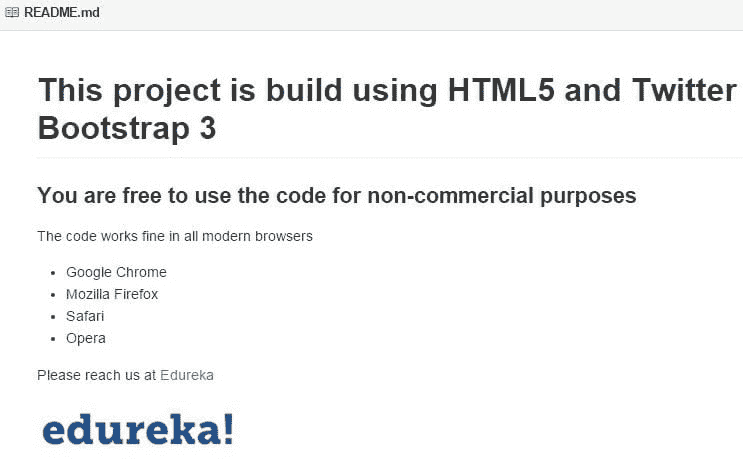 README.md
This project is build using HTML5 and Twitter
Bootstrap 3
You are free to use the code for non-commercial purposes
The code works fine in all modern browsers
Google Chrome
Mozilla Firefox
Safari
Opera
Please reach us at Edureka
edureka!